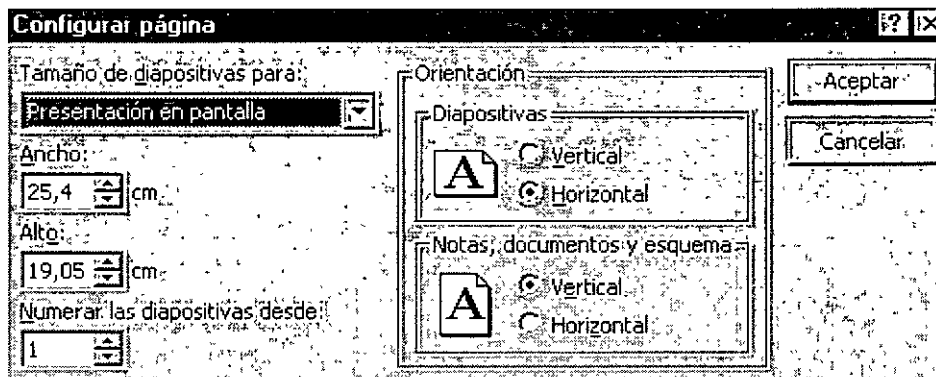 Configurar página
Tamaño de diapositivas para:
Presentación en pantalla
Ancho:
25,4 cm
Alto:
19,05 cm
Numerar las diapositivas desde:
1
Orientación
Diapositivas
A
Vertical
Horizontal
Notas, documentos y esquema
A
Vertical
Horizontal
Aceptar
Cancelar